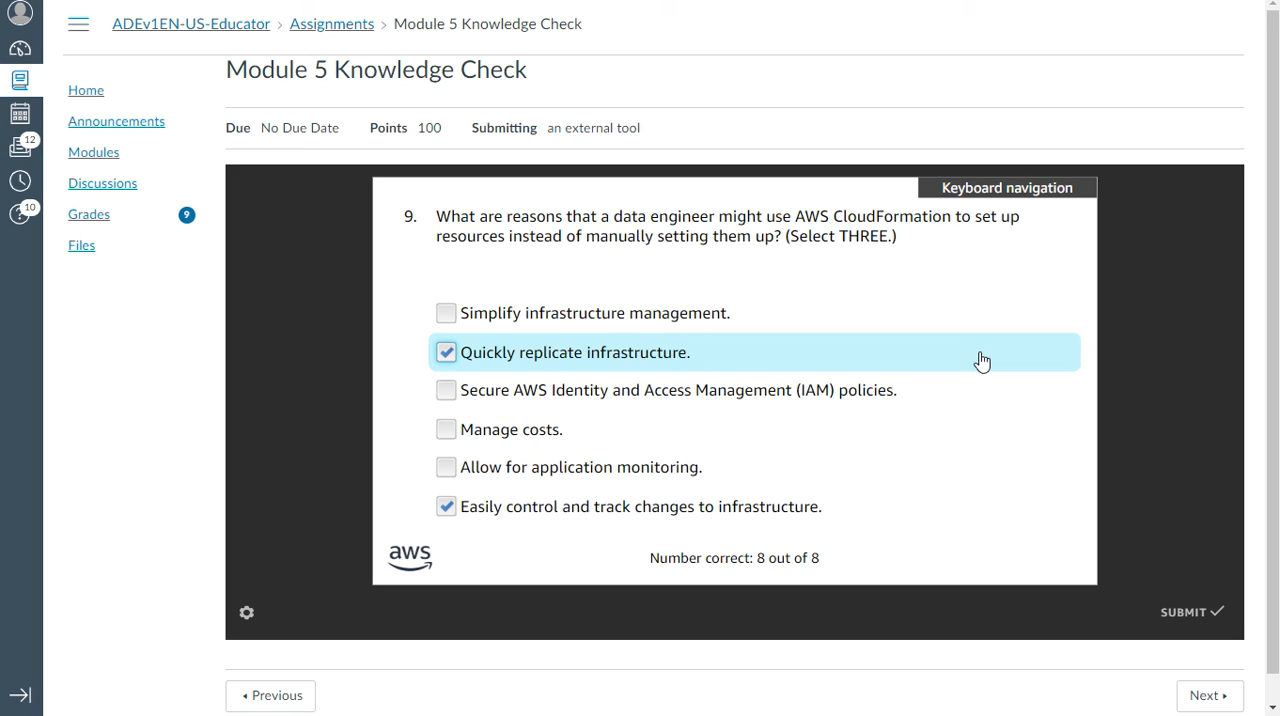 ADEv1EN-US-Educator › Assignments › Module 5 Knowledge Check
Module 5 Knowledge Check
Home
Announcements
Modules
Discussions
Grades 9
Files
12
10
Due No Due Date Points 100 Submitting an external tool
Keyboard navigation
9. What are reasons that a data engineer might use AWS CloudFormation to set up
resources instead of manually setting them up? (Select THREE.)
Simplify infrastructure management.
Quickly replicate infrastructure.
Secure AWS Identity and Access Management (IAM) policies.
Manage costs.
Allow for application monitoring.
Easily control and track changes to infrastructure.
aws
Number correct: 8 out of 8
SUBMIT
Previous
Next